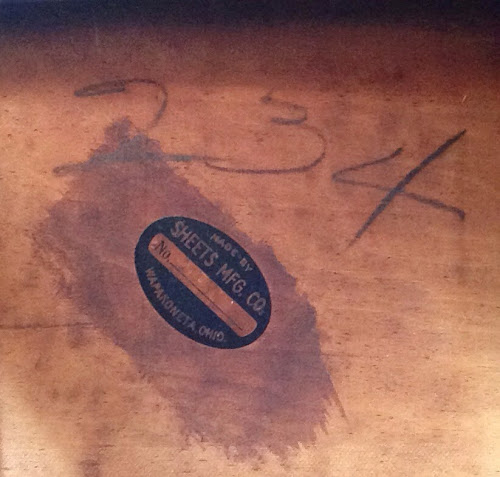 234
MADE BY
SHEETS MFG. CO.
No.
WAPAKONETA, OHIO.